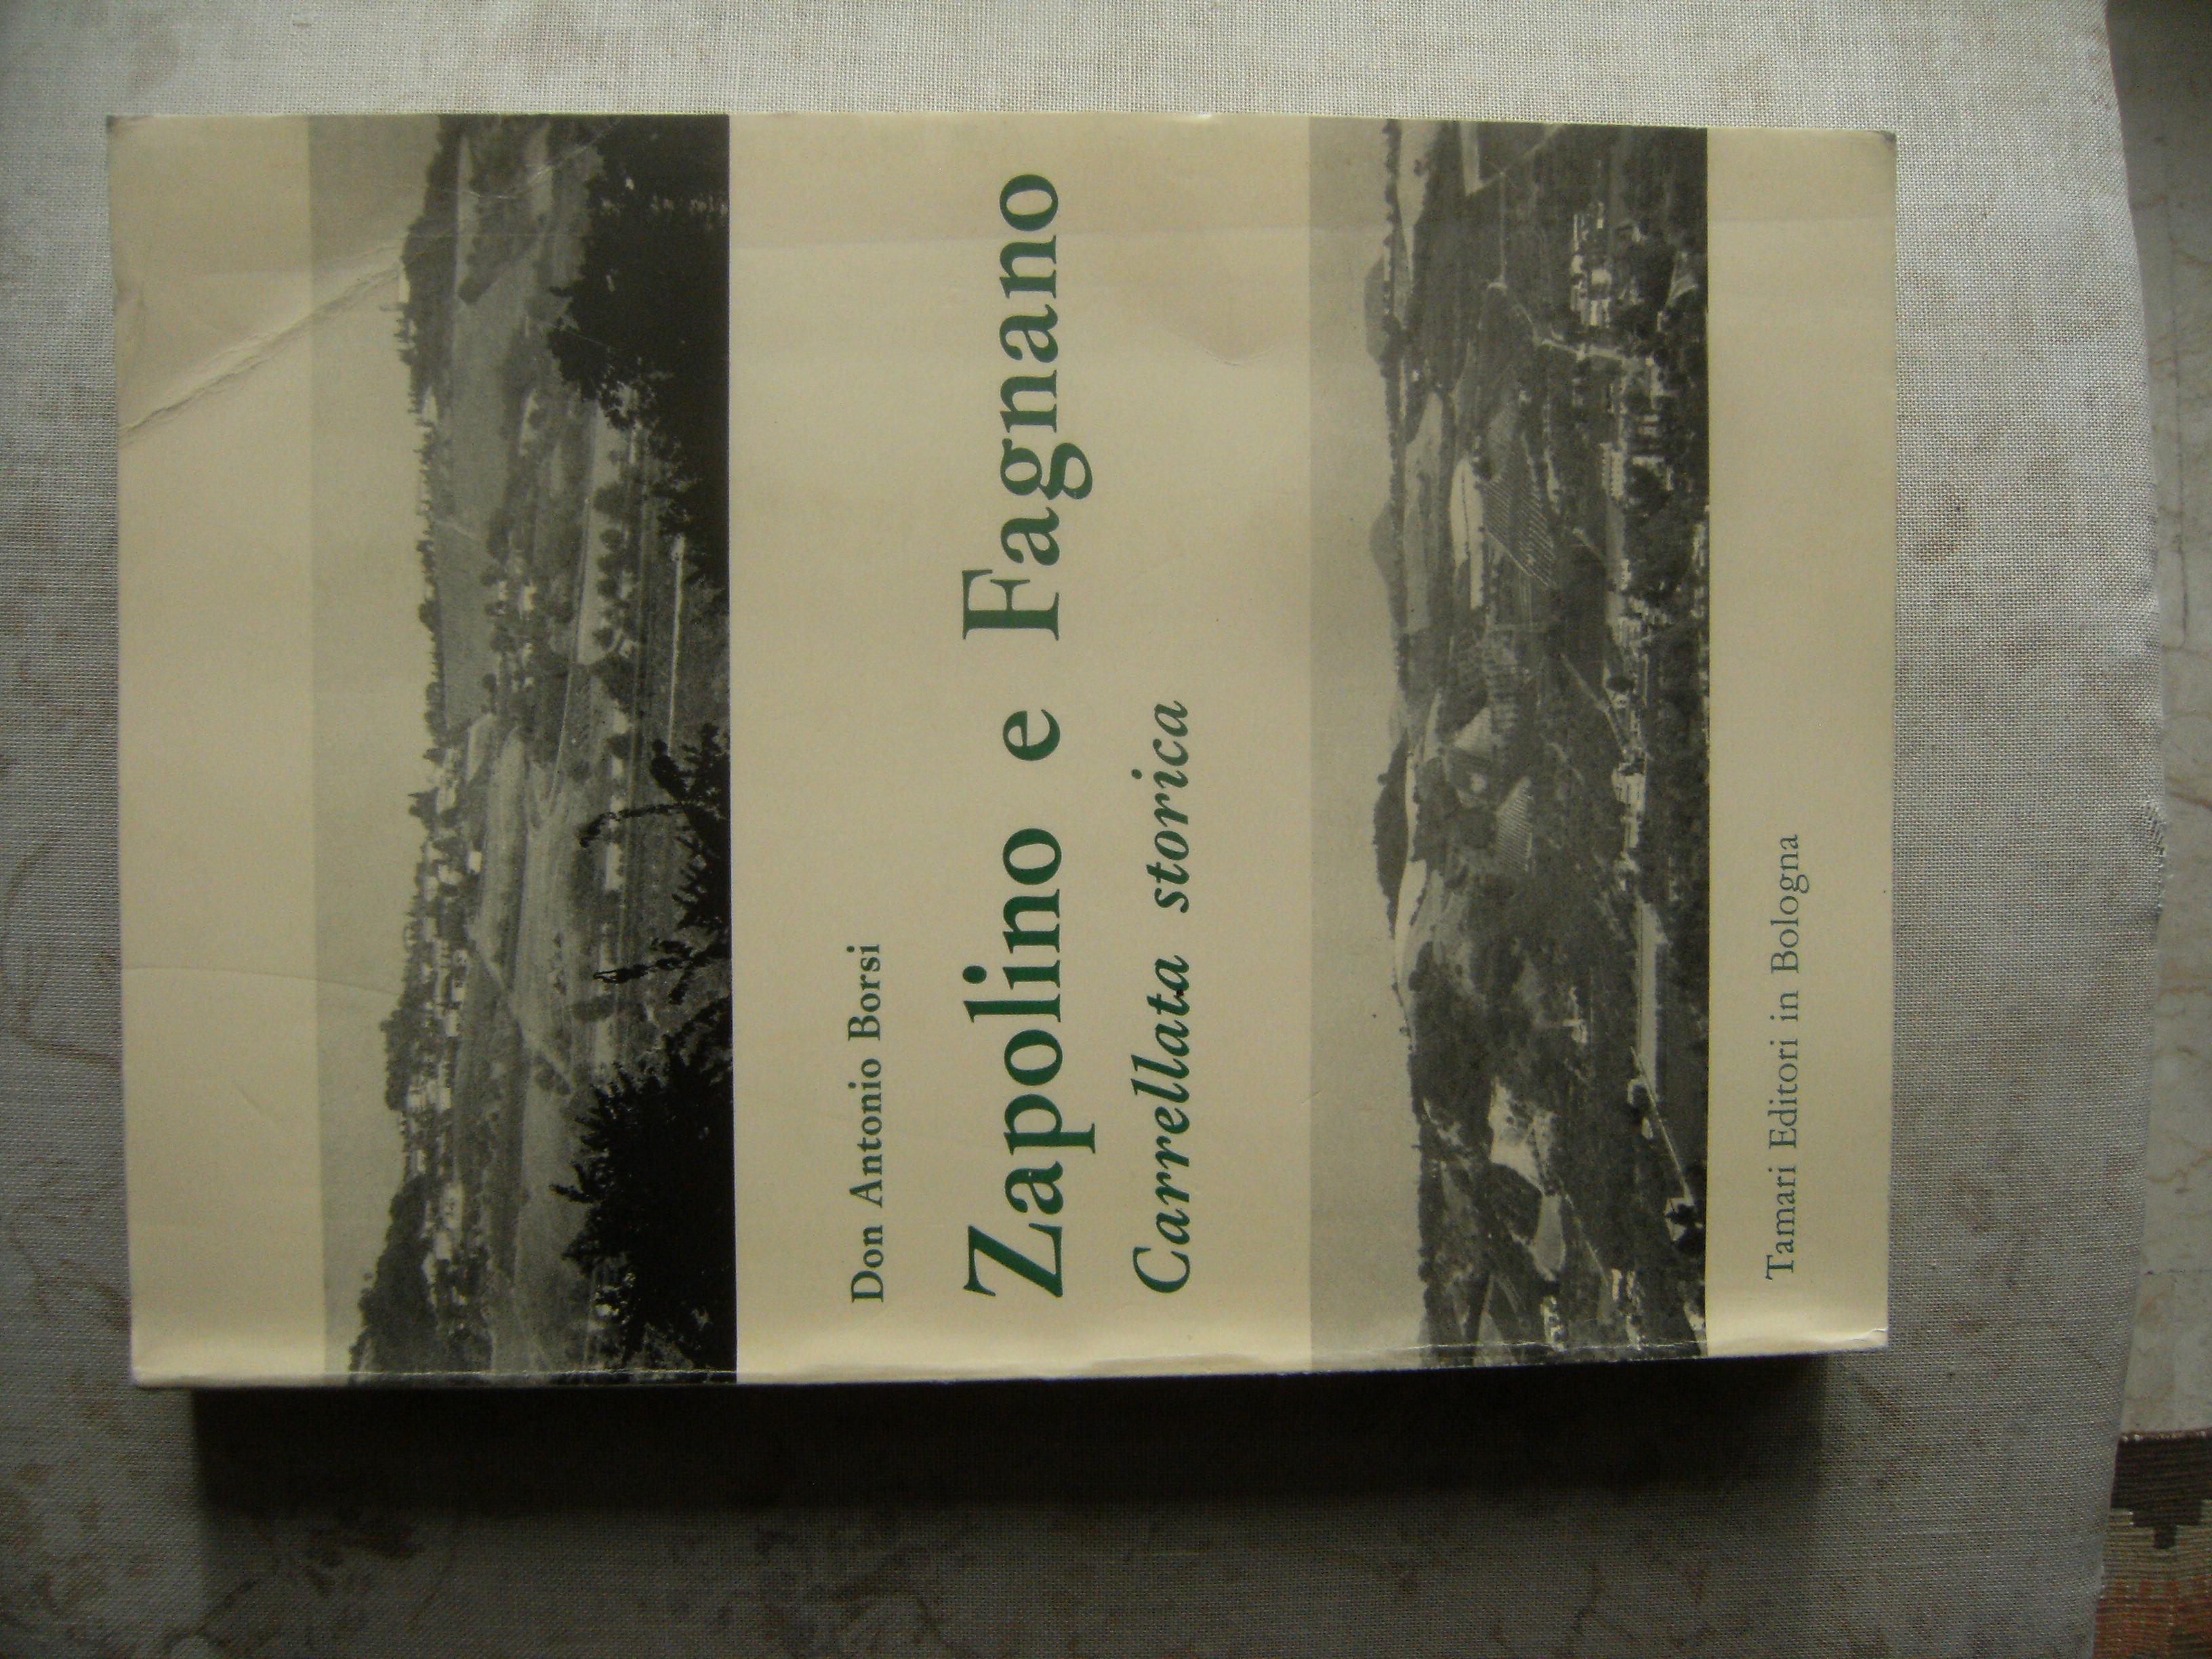 Don Antonio Borsi
Zapolino e Fagnano
Carrellata storica
Tamari Editori in Bologna